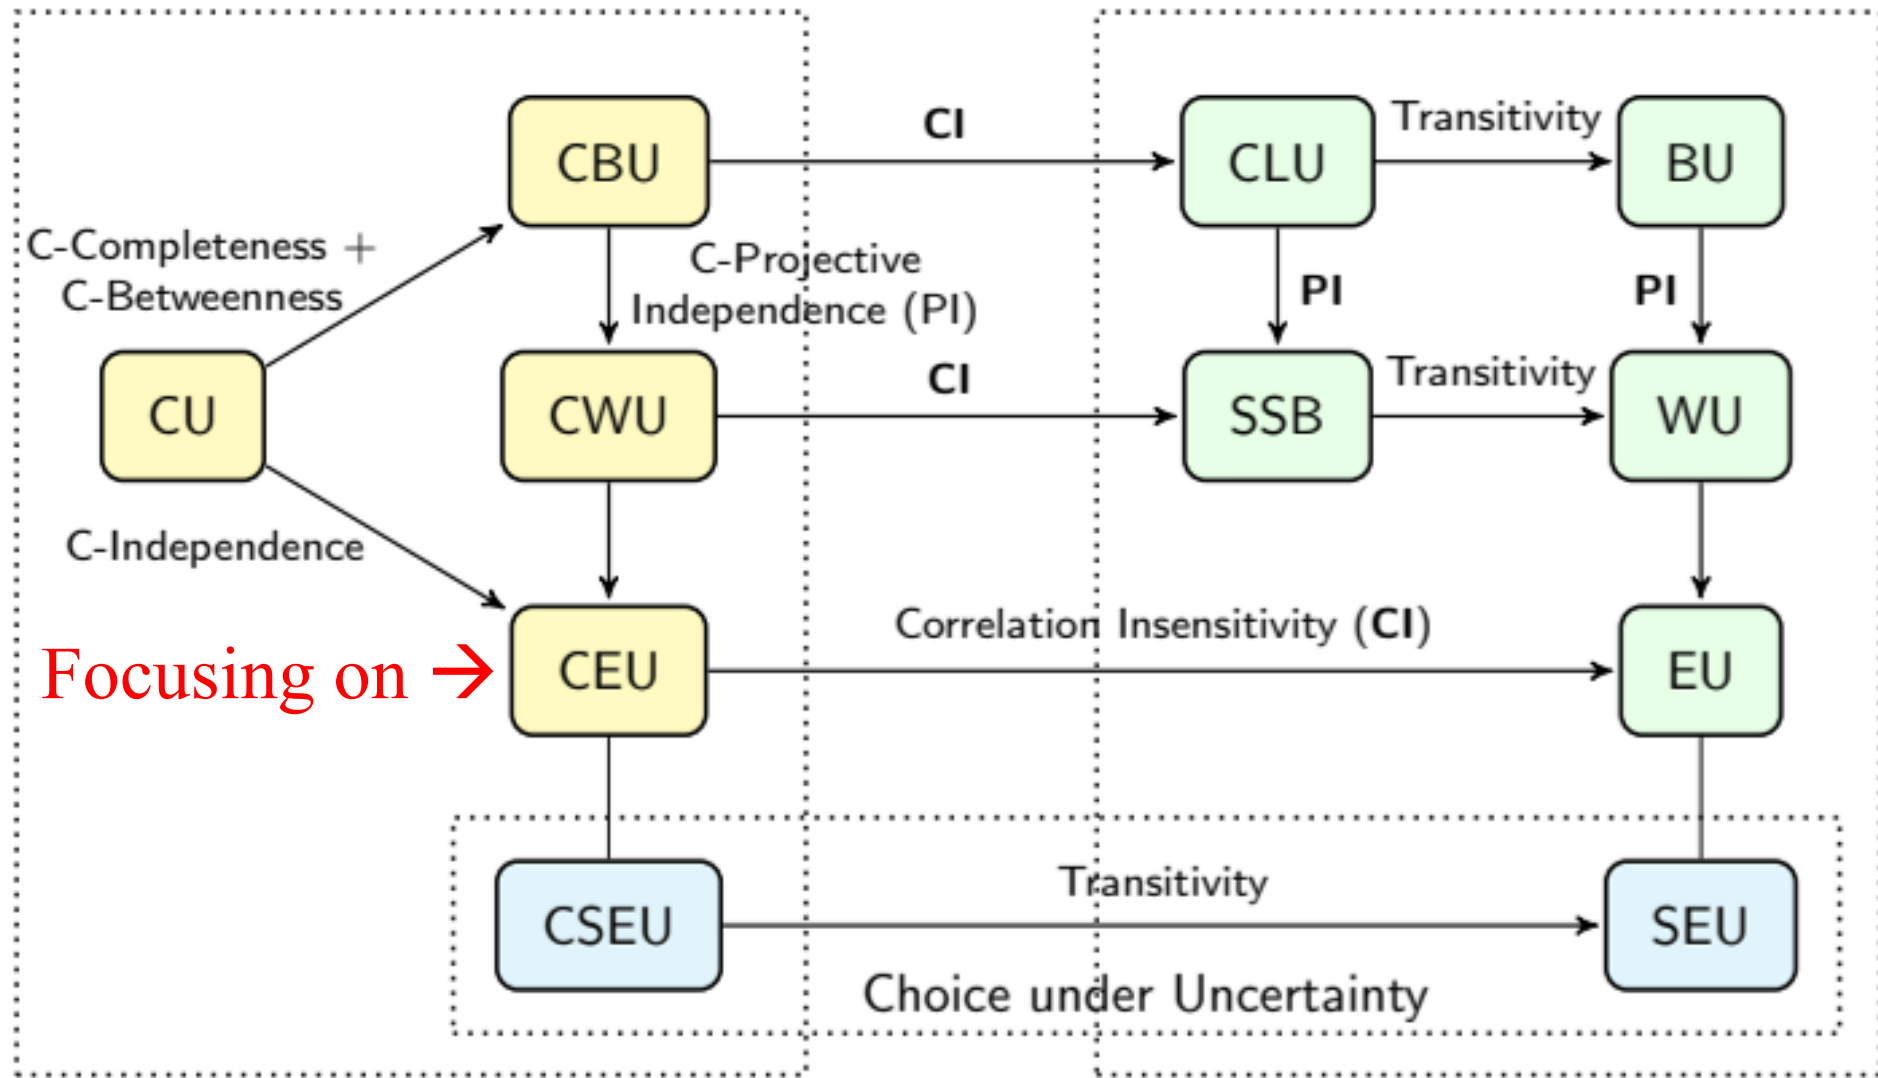 CBU
CI
CLU
Transitivity
BU
C-Completeness +
C-Betweenness
C-Projective
Independence (PI)
PI
PI
CU
CWU
CI
SSB
Transitivity
WU
C-Independence
Focusing on →
CEU
Correlation Insensitivity (CI)
EU
CSEU
Transitivity
SEU
Choice under Uncertainty